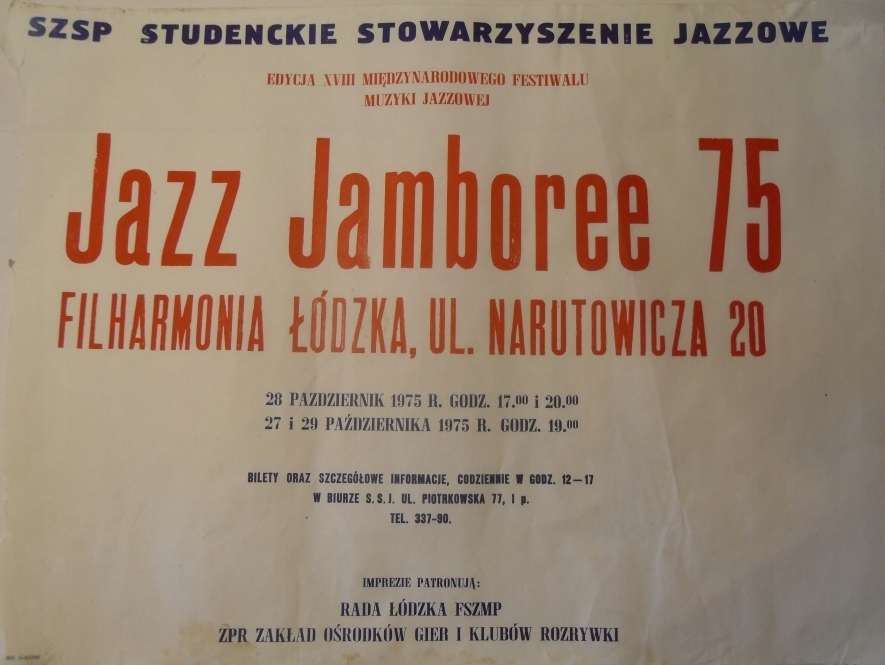 SZSP STUDENCKIE STOWARZYSZENIE JAZZOWE
EDYCJA XVIII MIĘDZYNARODOWEGO FESTIWALU
MUZYKI JAZZOWEJ
Jazz Jamboree 75
FILHARMONIA ŁÓDZKA, UL. NARUTOWICZA 20
28 PAZDZIERNIK 1975 R. GODZ. 17.00 i 20.00
27 i 29 PAŹDZIERNIKA 1975 R. GODZ. 19.00
BILETY ORAZ SZCZEGÓŁOWE INFORMACJE, CODZIENNIE W GODZ. 12—17
W BIURZE S.S.J. UL. PIOTRKOWSKA 77, I p.
TEL. 337-90.
IMPREZIE PATRONUJĄ:
RADA ŁÓDZKA FSZMP
ZPR ZAKŁAD OŚRODKÓW GIER I KLUBÓW ROZRYWKI